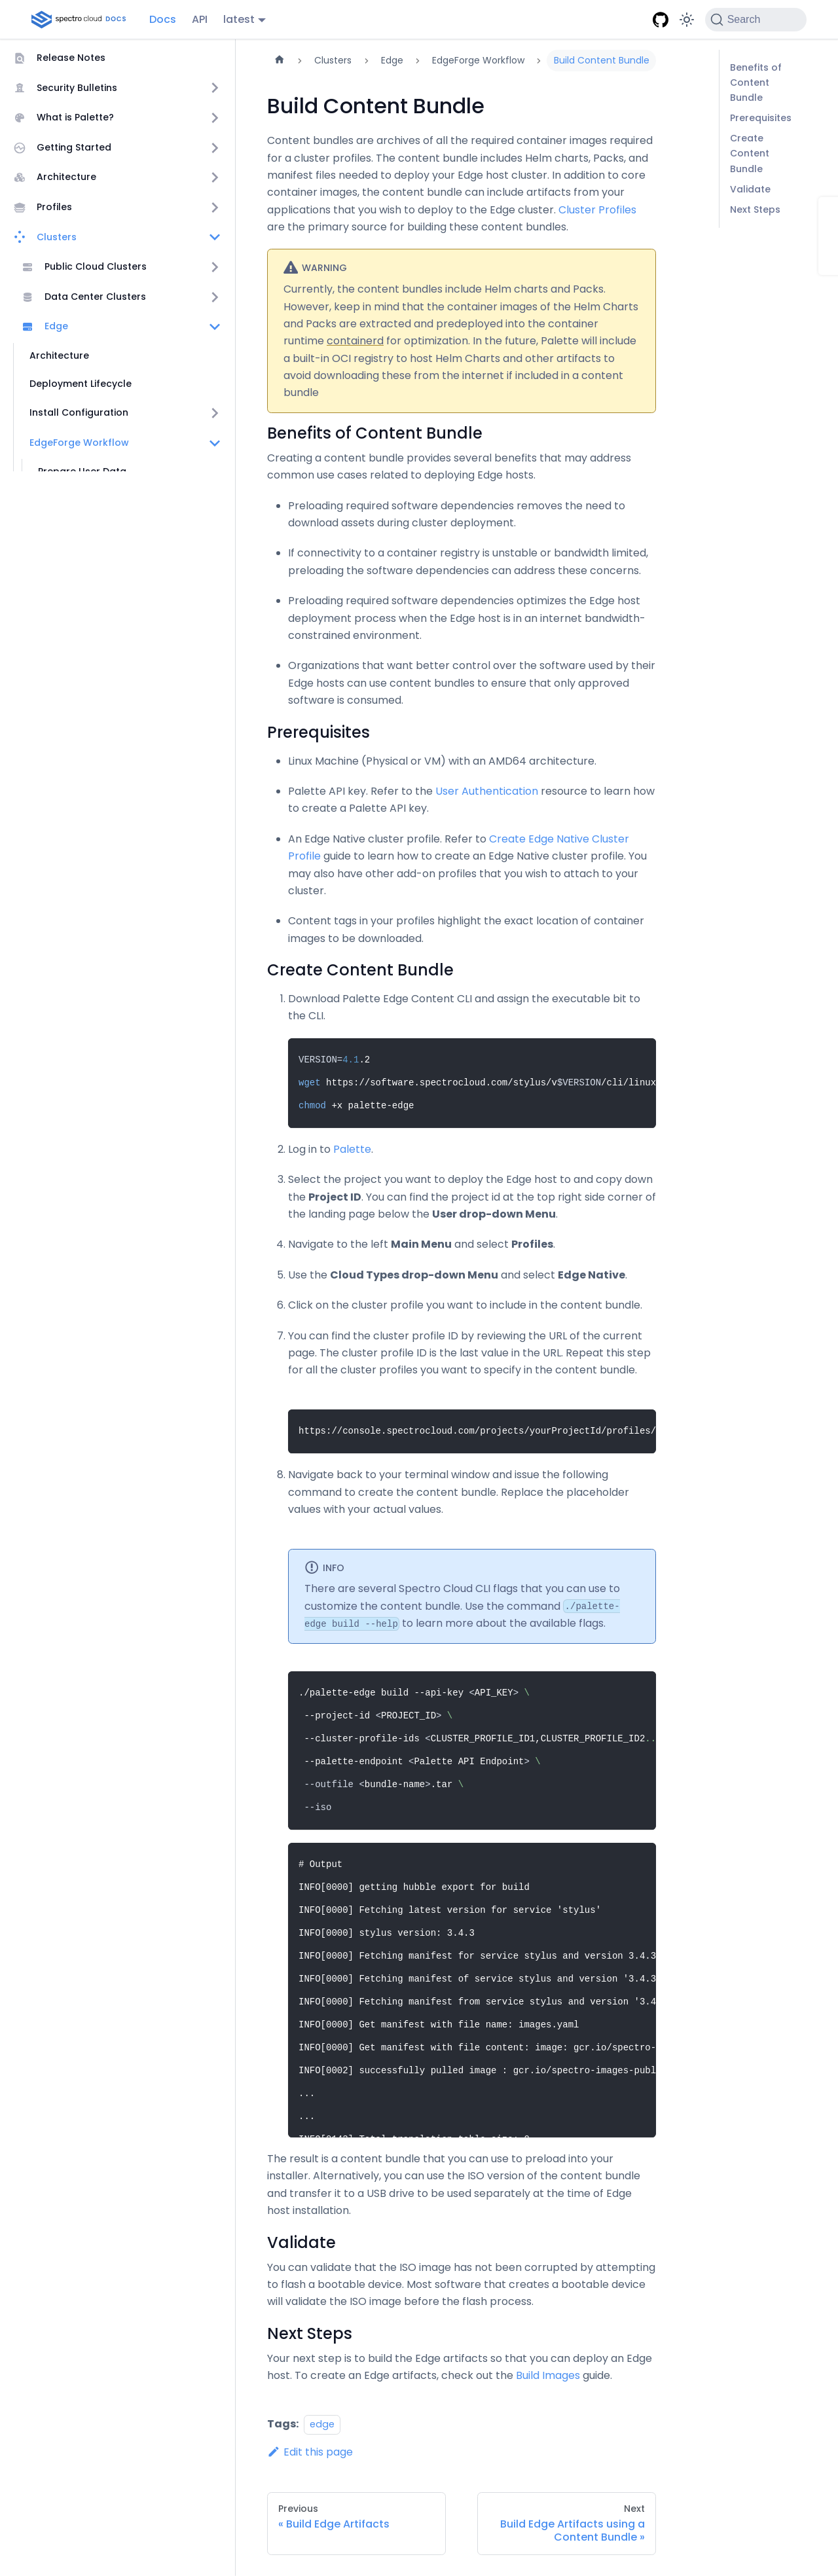 spectro cloud DOCS
Docs
API
latest
Search
Release Notes
Security Bulletins
What is Palette?
Getting Started
Architecture
Profiles
Clusters
Public Cloud Clusters
Data Center Clusters
Edge
Architecture
Deployment Lifecycle
Install Configuration
EdgeForge Workflow
Prepare User Data
Clusters
Edge
EdgeForge Workflow
Build Content Bundle
Build Content Bundle
Content bundles are archives of all the required container images required
for a cluster profiles. The content bundle includes Helm charts, Packs, and
manifest files needed to deploy your Edge host cluster. In addition to core
container images, the content bundle can include artifacts from your
applications that you wish to deploy to the Edge cluster. Cluster Profiles
are the primary source for building these content bundles.
WARNING
Currently, the content bundles include Helm charts and Packs.
However, keep in mind that the container images of the Helm Charts
and Packs are extracted and predeployed into the container
runtime containerd for optimization. In the future, Palette will include
a built-in OCI registry to host Helm Charts and other artifacts to
avoid downloading these from the internet if included in a content
bundle
Benefits of Content Bundle
Creating a content bundle provides several benefits that may address
common use cases related to deploying Edge hosts.
• Preloading required software dependencies removes the need to
download assets during cluster deployment.
• If connectivity to a container registry is unstable or bandwidth limited,
preloading the software dependencies can address these concerns.
• Preloading required software dependencies optimizes the Edge host
deployment process when the Edge host is in an internet bandwidth-
constrained environment.
• Organizations that want better control over the software used by their
Edge hosts can use content bundles to ensure that only approved
software is consumed.
Prerequisites
• Linux Machine (Physical or VM) with an AMD64 architecture.
• Palette API key. Refer to the User Authentication resource to learn how
to create a Palette API key.
• An Edge Native cluster profile. Refer to Create Edge Native Cluster
Profile guide to learn how to create an Edge Native cluster profile. You
may also have other add-on profiles that you wish to attach to your
cluster.
• Content tags in your profiles highlight the exact location of container
images to be downloaded.
Create Content Bundle
1. Download Palette Edge Content CLI and assign the executable bit to
the CLI.
VERSION=4.1.2
wget https://software.spectrocloud.com/stylus/v$VERSION/cli/linux
chmod +x palette-edge
2. Log in to Palette.
3. Select the project you want to deploy the Edge host to and copy down
the Project ID. You can find the project id at the top right side corner of
the landing page below the User drop-down Menu.
4. Navigate to the left Main Menu and select Profiles.
5. Use the Cloud Types drop-down Menu and select Edge Native.
6. Click on the cluster profile you want to include in the content bundle.
7. You can find the cluster profile ID by reviewing the URL of the current
page. The cluster profile ID is the last value in the URL. Repeat this step
for all the cluster profiles you want to specify in the content bundle.
https://console.spectrocloud.com/projects/yourProjectId/profiles/
8. Navigate back to your terminal window and issue the following
command to create the content bundle. Replace the placeholder
values with your actual values.
INFO
There are several Spectro Cloud CLI flags that you can use to
customize the content bundle. Use the command ./palette-
edge build --help to learn more about the available flags.
./palette-edge build --api-key <API_KEY> \
--project-id <PROJECT_ID> \
--cluster-profile-ids <CLUSTER_PROFILE_ID1,CLUSTER_PROFILE_ID2..
--palette-endpoint <Palette API Endpoint> \
--outfile <bundle-name>.tar \
--iso
# Output
INFO[0000] getting hubble export for build
INFO[0000] Fetching latest version for service 'stylus'
INFO[0000] stylus version: 3.4.3
INFO[0000] Fetching manifest for service stylus and version 3.4.3
INFO[0000] Fetching manifest of service stylus and version '3.4.3
INFO[0000] Fetching manifest from service stylus and version '3.4
INFO[0000] Get manifest with file name: images.yaml
INFO[0000] Get manifest with file content: image: gcr.io/spectro-
INFO[0002] successfully pulled image : gcr.io/spectro-images-publ
...
...
The result is a content bundle that you can use to preload into your
installer. Alternatively, you can use the ISO version of the content bundle
and transfer it to a USB drive to be used separately at the time of Edge
host installation.
Validate
You can validate that the ISO image has not been corrupted by attempting
to flash a bootable device. Most software that creates a bootable device
will validate the ISO image before the flash process.
Next Steps
Your next step is to build the Edge artifacts so that you can deploy an Edge
host. To create an Edge artifacts, check out the Build Images guide.
Tags: edge
Edit this page
Previous
« Build Edge Artifacts
Next
Build Edge Artifacts using a
Content Bundle »
Benefits of
Content
Bundle
Prerequisites
Create
Content
Bundle
Validate
Next Steps